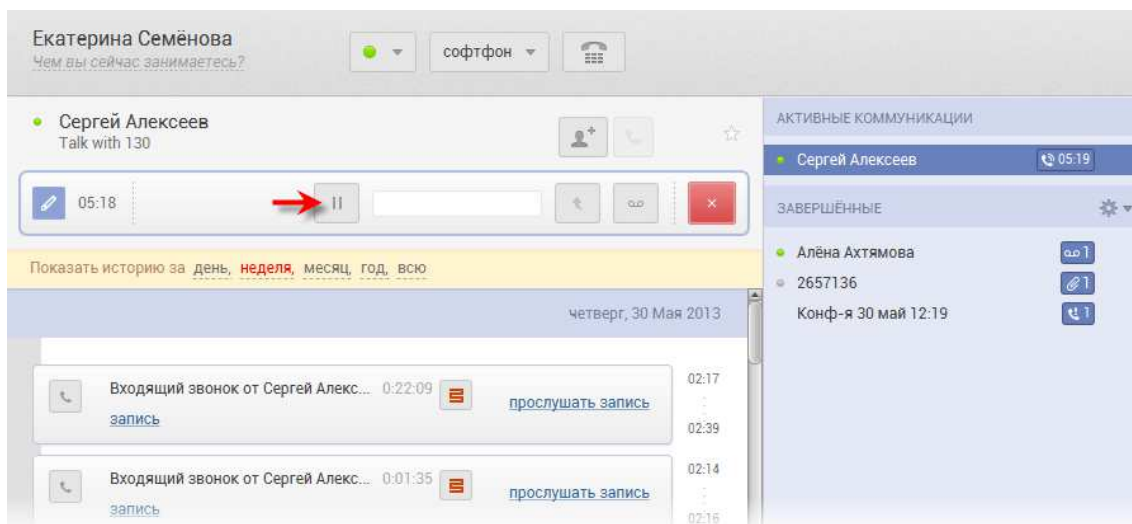 Екатерина Семёнова
Чем вы сейчас занимаетесь?
софтфон
Сергей Алексеев
Talk with 130
05:18
Показать историю за день, неделя, месяц, год, всю
четверг, 30 Мая 2013
Входящий звонок от Сергей Алекс... 0:22:09
запись
прослушать запись
02:17
02:39
Входящий звонок от Сергей Алекс... 0:01:35
запись
прослушать запись
02:14
02:16
АКТИВНЫЕ КОММУНИКАЦИИ
Сергей Алексеев 05:19
ЗАВЕРШЁННЫЕ
Алёна Ахтямова 1
2657136 1
Конф-я 30 май 12:19 1